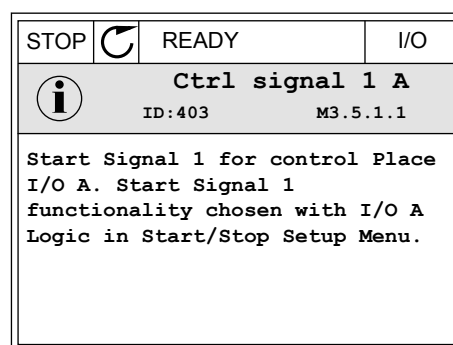 STOP READY I/O
Ctrl signal 1 A
ID:403 M3.5.1.1
Start Signal 1 for control Place
I/O A. Start Signal 1
functionality chosen with I/O A
Logic in Start/Stop Setup Menu.